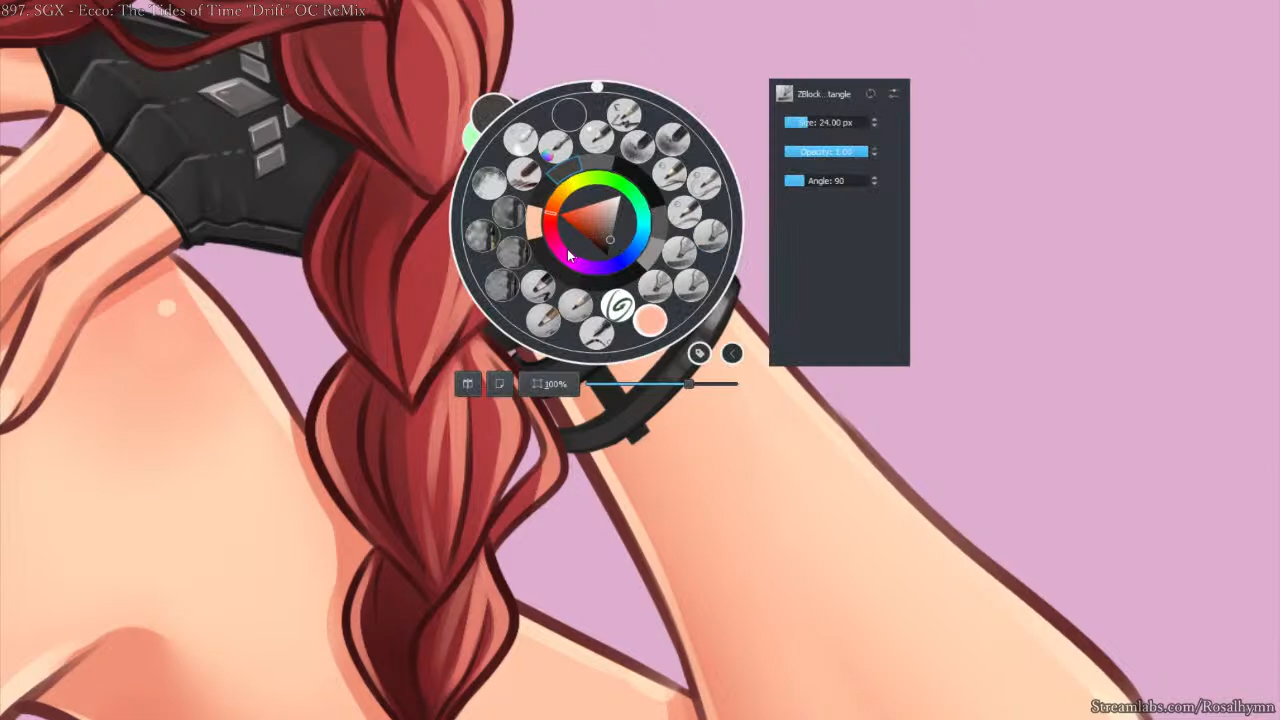 897. SGX - Ecco: The Tides of Time "Drift" OC ReMix
ZBlock...tangle
Size: 24.00 px
Opacity: 1.00
Angle: 90
100%
Streamlabs.com/Rosalhymn